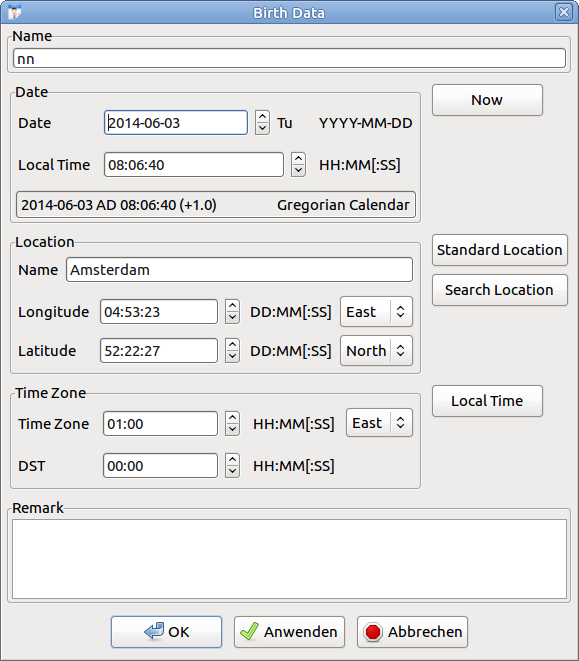 Birth Data
Name
nn
Date
Date 2014-06-03 Tu YYYY-MM-DD
Now
Local Time 08:06:40 HH:MM[:SS]
2014-06-03 AD 08:06:40 (+1.0) Gregorian Calendar
Location
Name Amsterdam
Standard Location
Search Location
Longitude 04:53:23 DD:MM[:SS] East
Latitude 52:22:27 DD:MM[:SS] North
Time Zone
Time Zone 01:00 HH:MM[:SS] East
Local Time
DST 00:00 HH:MM[:SS]
Remark
OK Anwenden Abbrechen